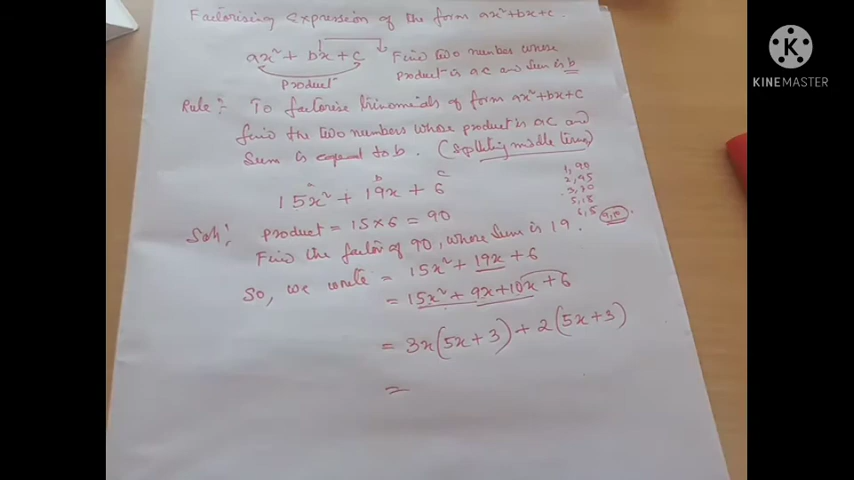 Factorising expression of the form ax²+bx+c.
ax² + bx + c
Find two number whose
product is ac and sum is b
Product
Rule:- To factorise trinomials of form ax²+bx+c
find the two numbers whose product is ac and
sum is equal to b. (Splitting middle term)
a b c
15x² + 19x + 6
1, 90
2, 45
3, 30
5, 18
6, 15
9, 10
Soln: product = 15×6 = 90
Find the factor of 90, whose sum is 19.
So, we write = 15x² + 19x + 6
= 15x² + 9x + 10x + 6
= 3x(5x+3) + 2(5x+3)
=
K
KINEMASTER